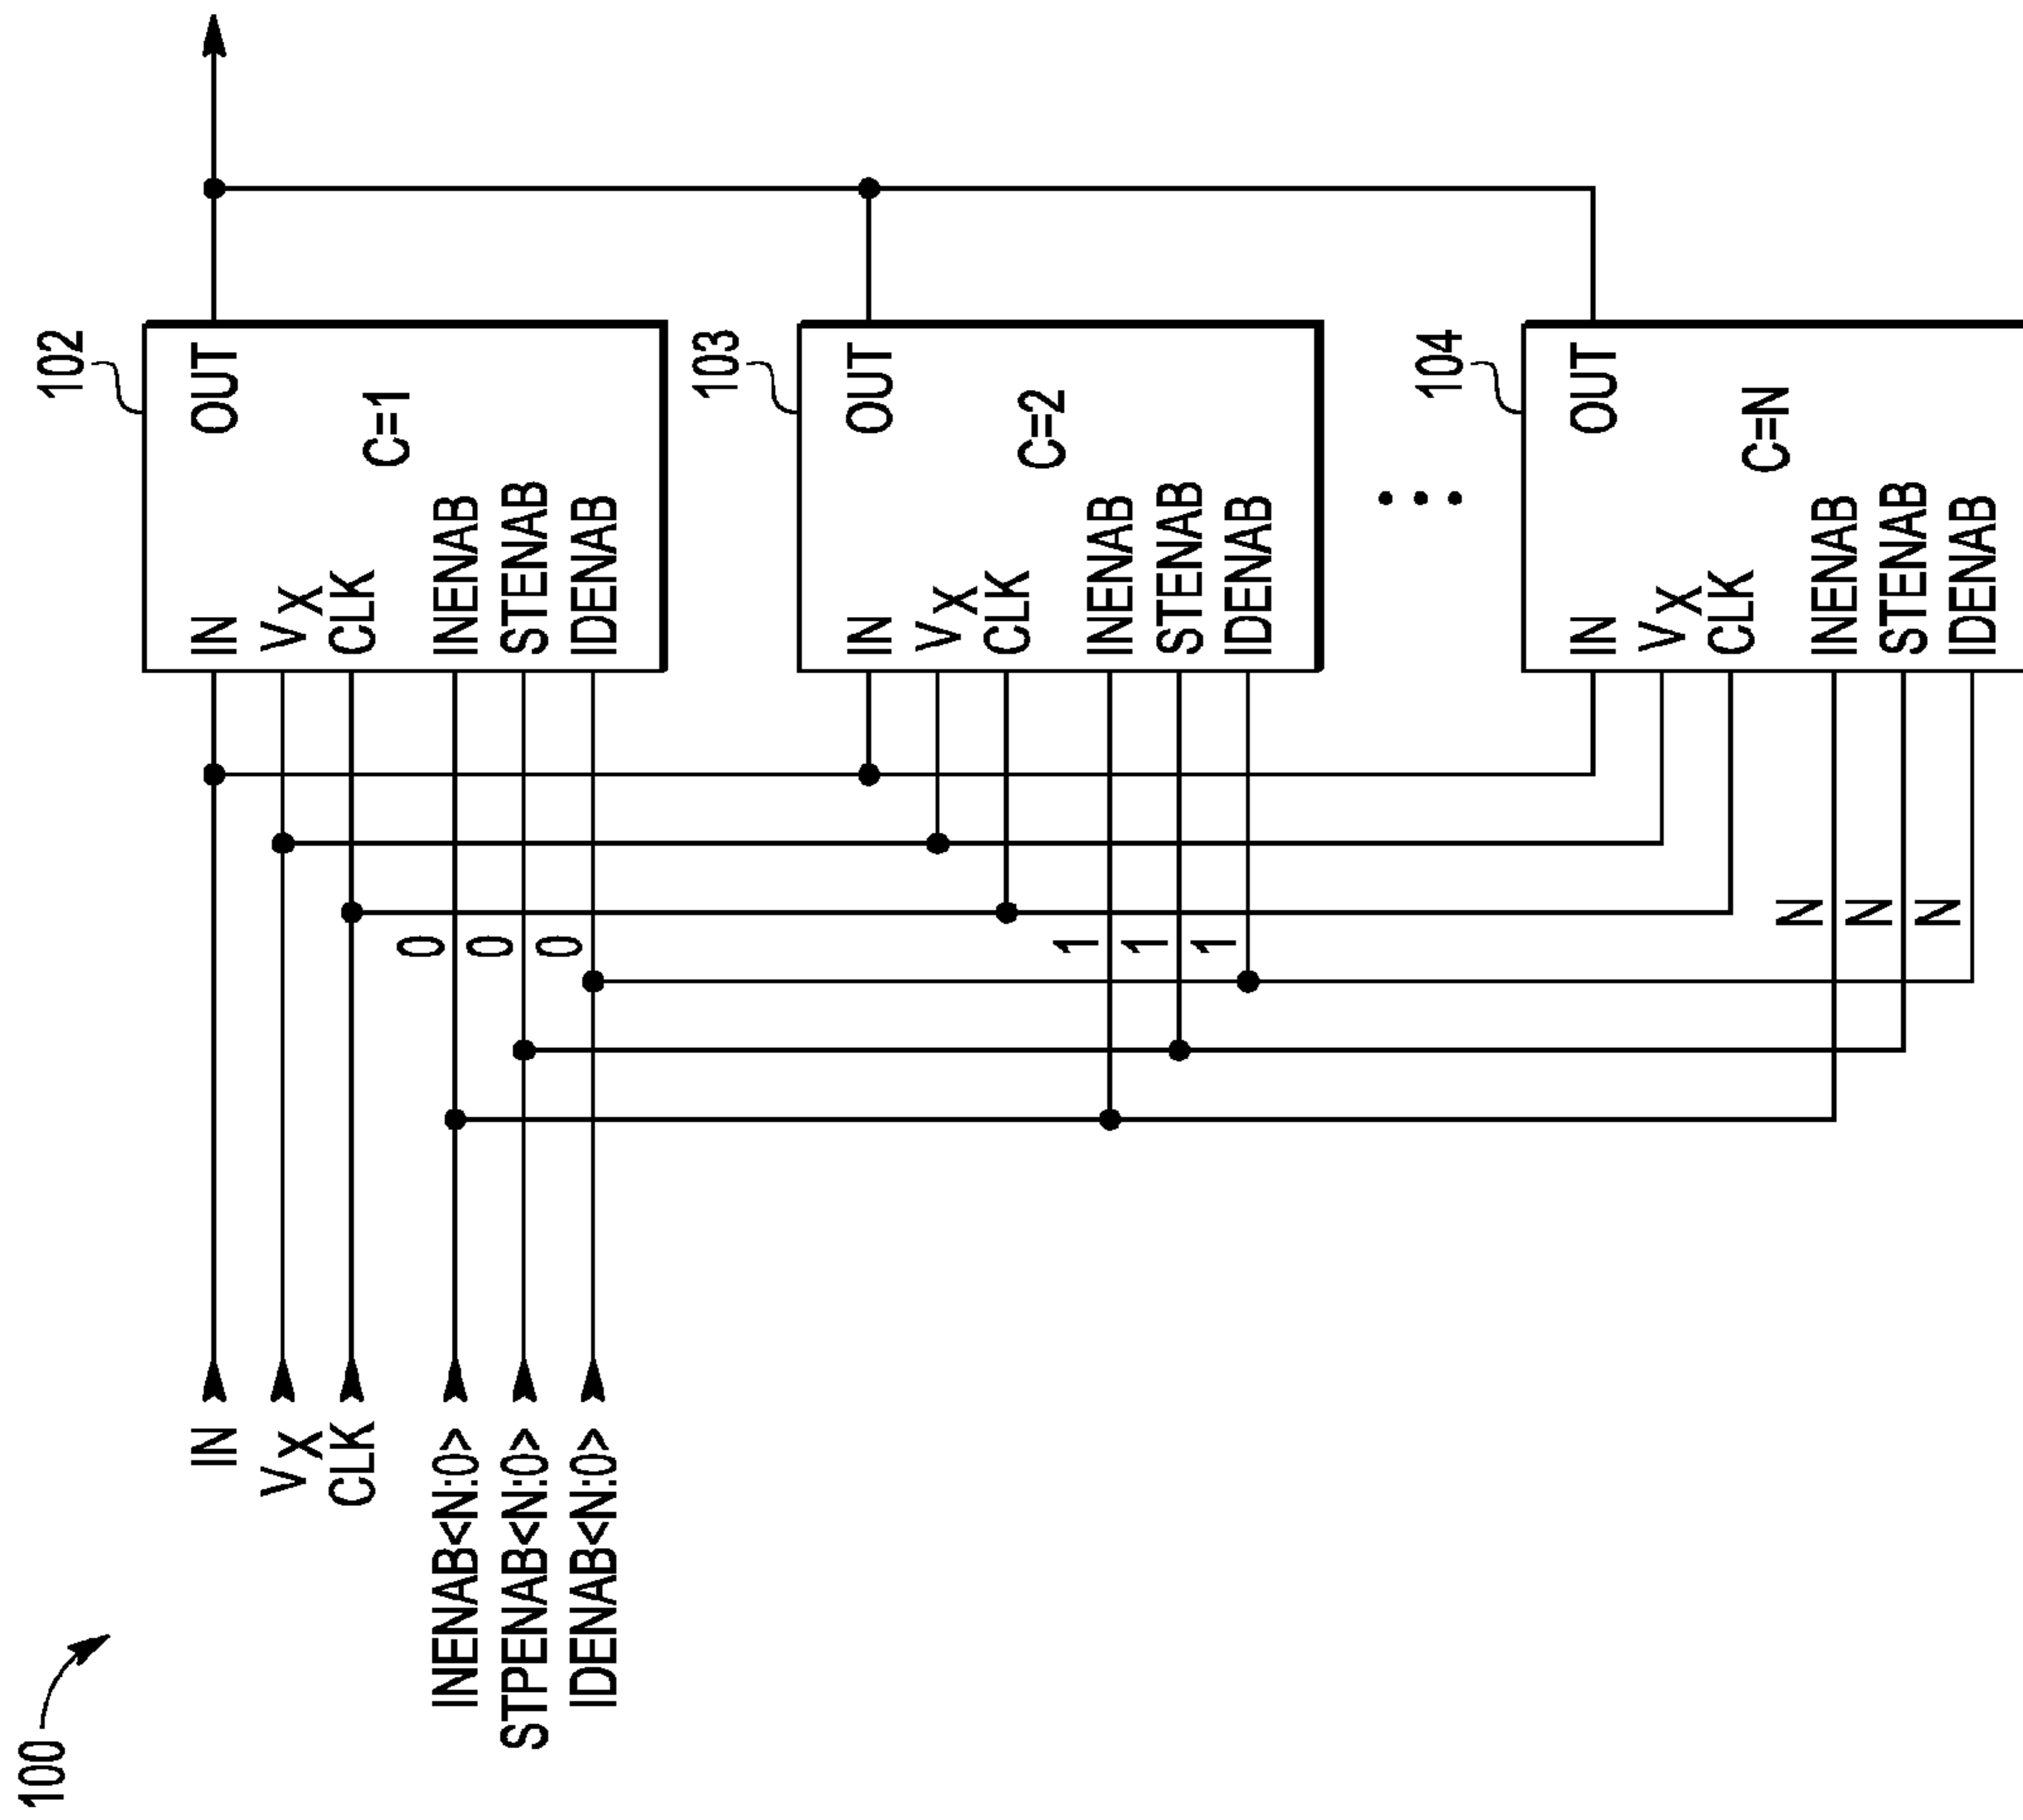 100
IN
VX
CLK
INENAB<N:0>
STPENAB<N:0>
IDENAB<N:0>
0
0
0
102
IN
VX
CLK
INENAB
STENAB
IDENAB
OUT
C=1
1
1
1
103
IN
VX
CLK
INENAB
STENAB
IDENAB
OUT
C=2
N
N
N
104
IN
VX
CLK
INENAB
STENAB
IDENAB
OUT
C=N